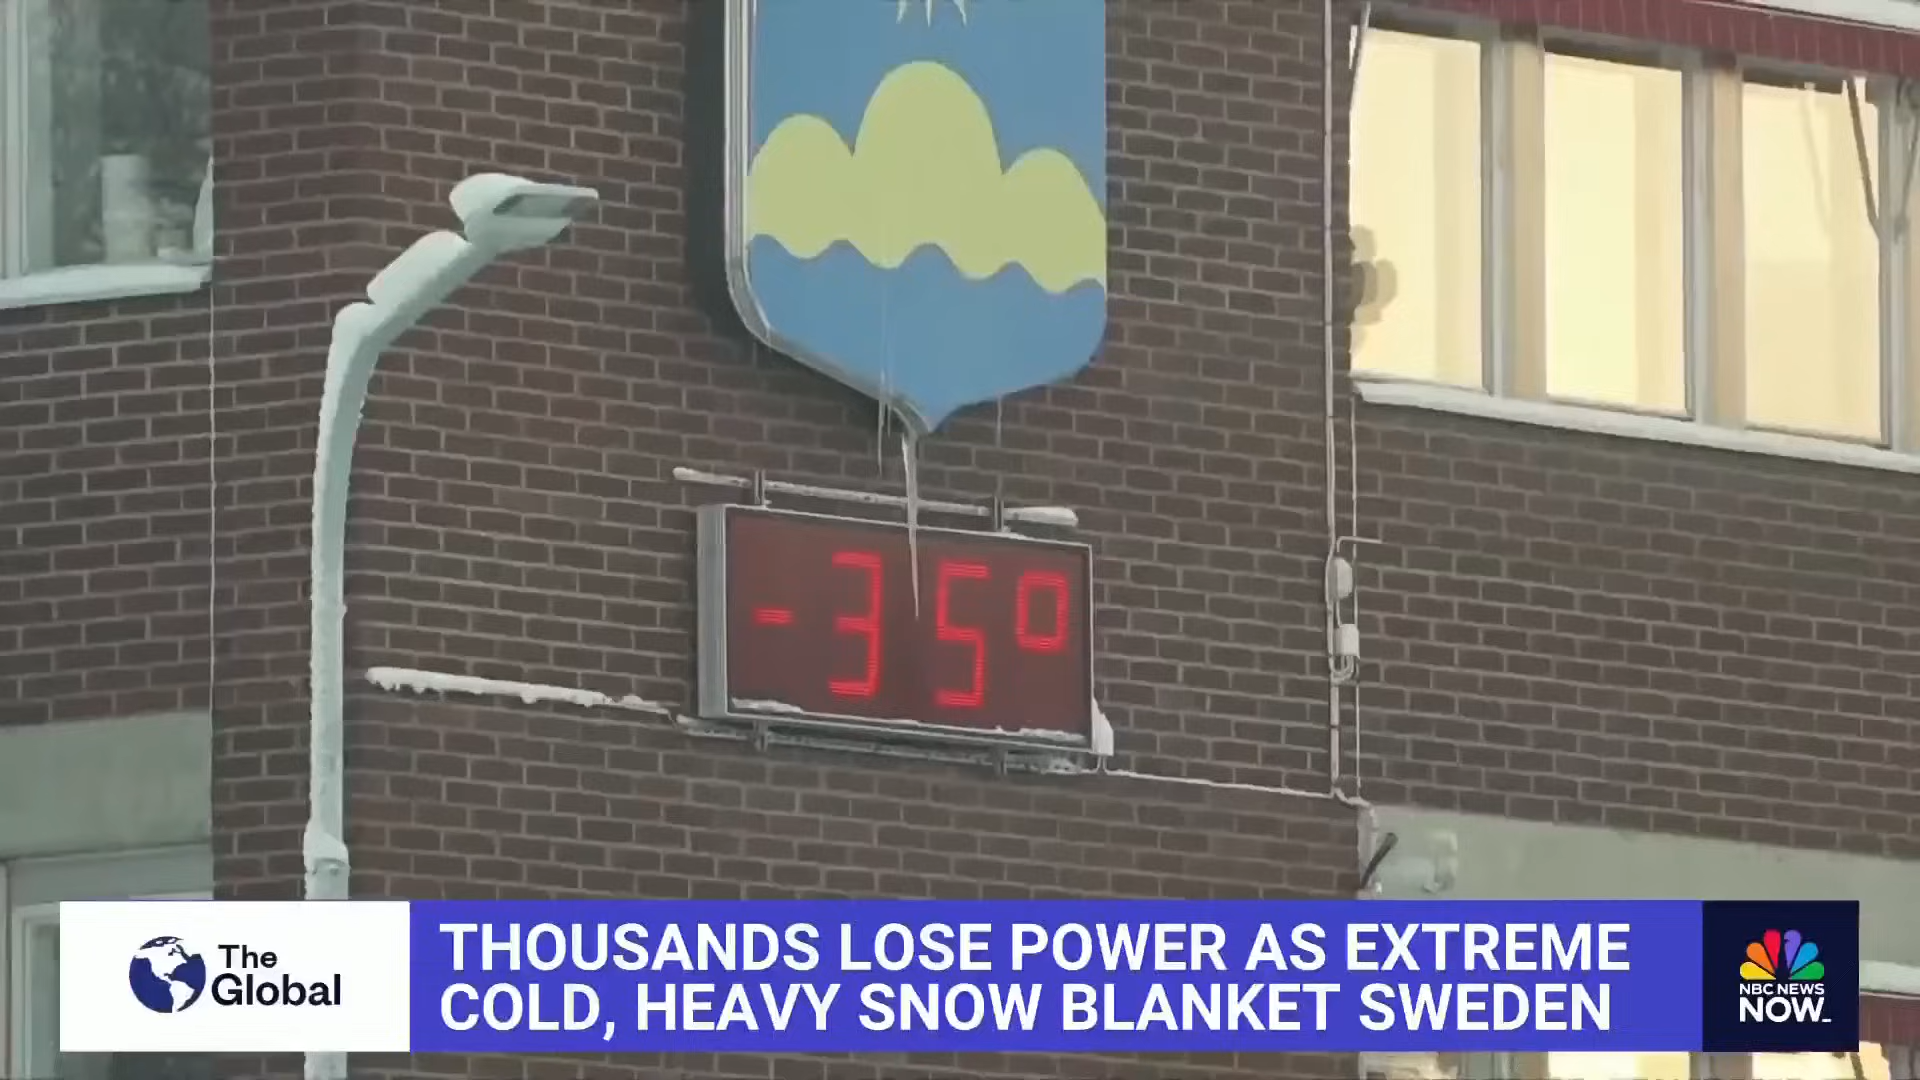 -35°
The
Global
THOUSANDS LOSE POWER AS EXTREME
COLD, HEAVY SNOW BLANKET SWEDEN
NBC NEWS
NOW